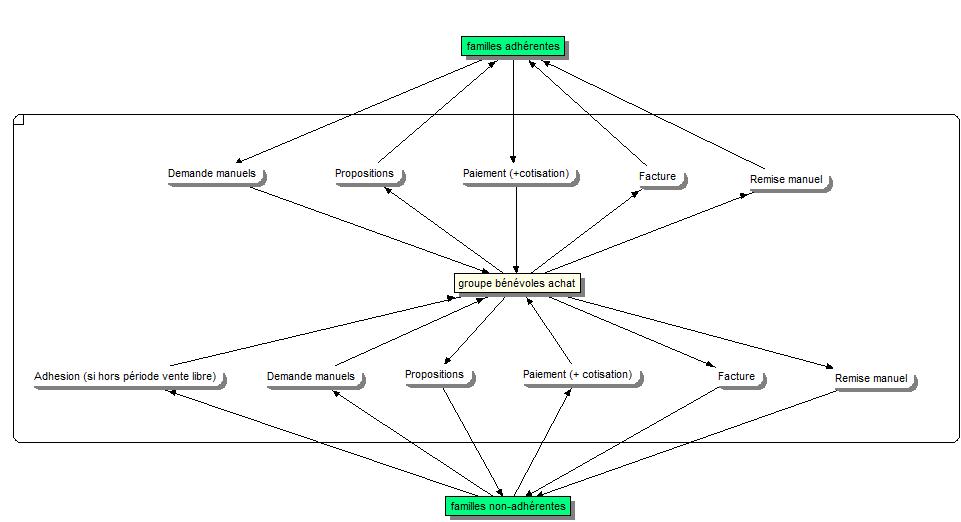 familles adhérentes
Demande manuels
Propositions
Paiement (+cotisation)
Facture
Remise manuel
groupe bénévoles achat
Adhesion (si hors période vente libre)
Demande manuels
Propositions
Paiement (+ cotisation)
Facture
Remise manuel
familles non-adhérentes